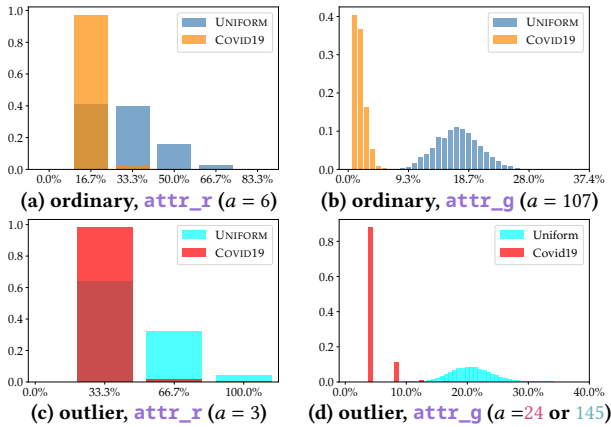 1.0
0.8
0.6
0.4
0.2
0.0
UNIFORM
COVID19
0.0% 16.7% 33.3% 50.0% 66.7% 83.3%
(a) ordinary, attr_r (a = 6)
0.4
0.3
0.2
0.1
0.0
UNIFORM
COVID19
0.0% 9.3% 18.7% 28.0% 37.4%
(b) ordinary, attr_g (a = 107)
1.0
0.8
0.6
0.4
0.2
0.0
UNIFORM
COVID19
0.0% 33.3% 66.7% 100.0%
(c) outlier, attr_r (a = 3)
0.8
0.6
0.4
0.2
0.0
Uniform
Covid19
0.0% 10.0% 20.0% 30.0% 40.0%
(d) outlier, attr_g (a =24 or 145)